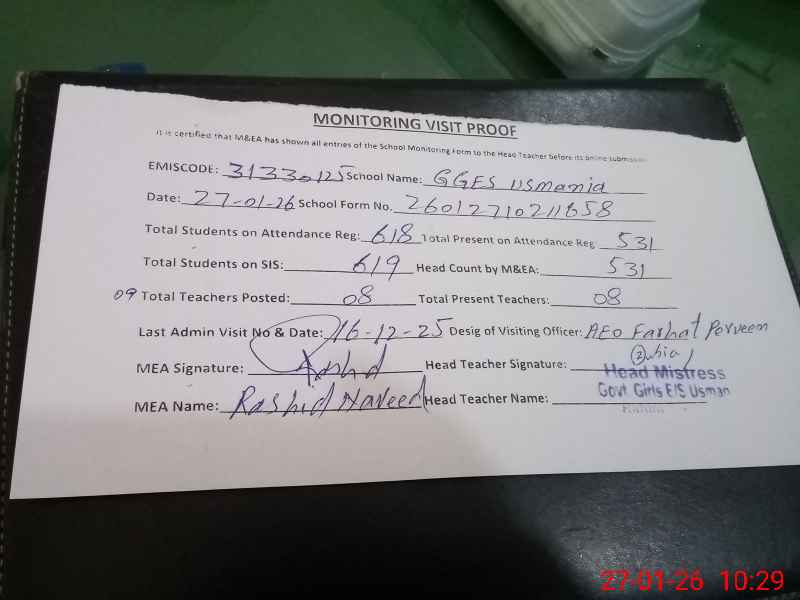 MONITORING VISIT PROOF
It is certified that M&EA has shown all entries of the School Monitoring Form to the Head Teacher before its online submission
EMISCODE: 31330125 School Name: GGES Usmania
Date: 27-01-26 School Form No. 260127102111658
Total Students on Attendance Reg: 618 Total Present on Attendance Reg 531
Total Students on SIS: 619 Head Count by M&EA: 531
09 Total Teachers Posted: 08 Total Present Teachers: 08
Last Admin Visit No & Date: 16-12-25 Desig of Visiting Officer: AEO Farhat Perveen
MEA Signature: Head Teacher Signature:
Head Mistress
MEA Name: Rashid Naveed Head Teacher Name:
Govt. Girls E/S Usman
27-01-26 10:29